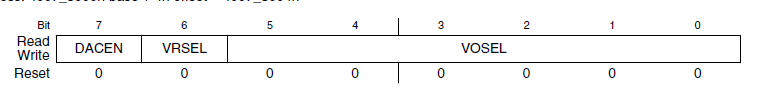 Bit 7 6 5 4 3 2 1 0
Read DACEN VRSEL VOSEL
Write
Reset 0 0 0 0 0 0 0 0